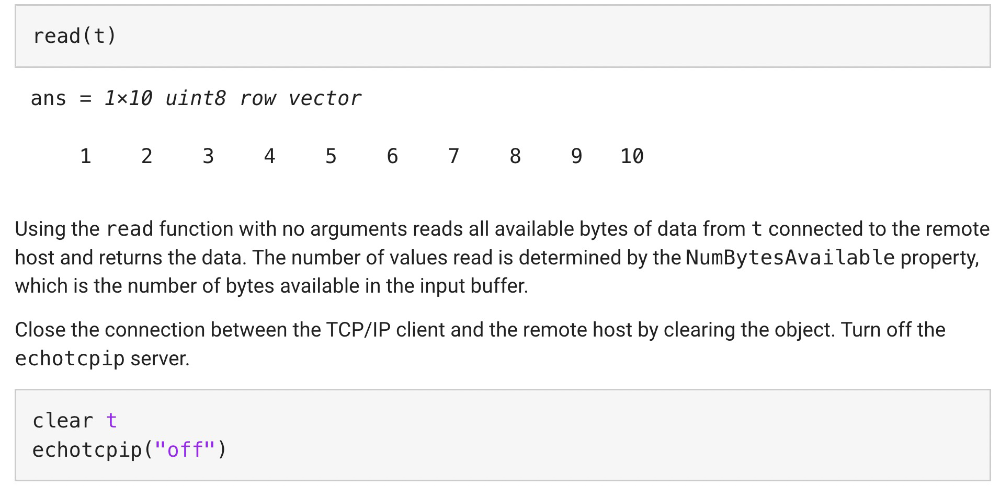 read(t)
ans = 1×10 uint8 row vector
1 2 3 4 5 6 7 8 9 10
Using the read function with no arguments reads all available bytes of data from t connected to the remote
host and returns the data. The number of values read is determined by the NumBytesAvailable property,
which is the number of bytes available in the input buffer.
Close the connection between the TCP/IP client and the remote host by clearing the object. Turn off the
echotcpip server.
clear t
echotcpip("off")